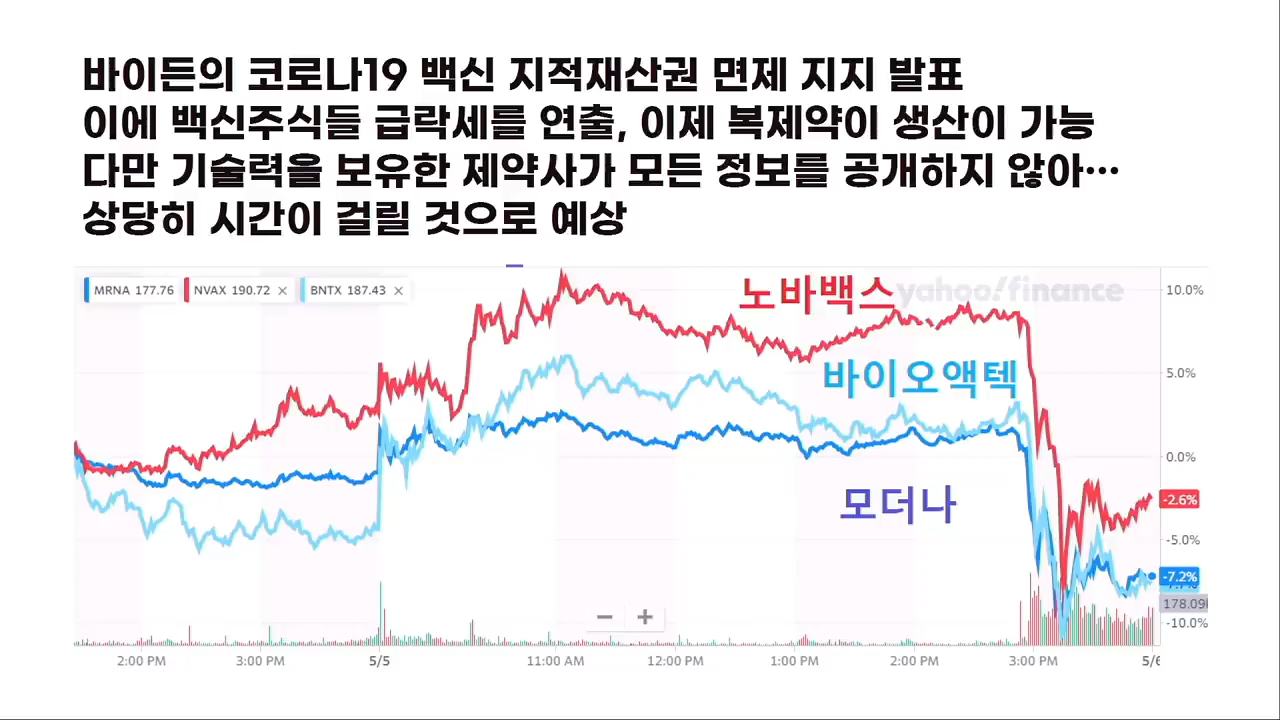 바이든의 코로나19 백신 지적재산권 면제 지지 발표
이에 백신주식들 급락세를 연출, 이제 복제약이 생산이 가능
다만 기술력을 보유한 제약사가 모든 정보를 공개하지 않아…
상당히 시간이 걸릴 것으로 예상
MRNA 177.76 NVAX 190.72 × BNTX 187.43 ×
노바백스 yahoo!finance
바이오액텍
모더나
10.0%
5.0%
0.0%
-2.6%
-5.0%
-7.2%
178.09
-10.0%
− +
2:00 PM 3:00 PM 5/5 11:00 AM 12:00 PM 1:00 PM 2:00 PM 3:00 PM 5/6